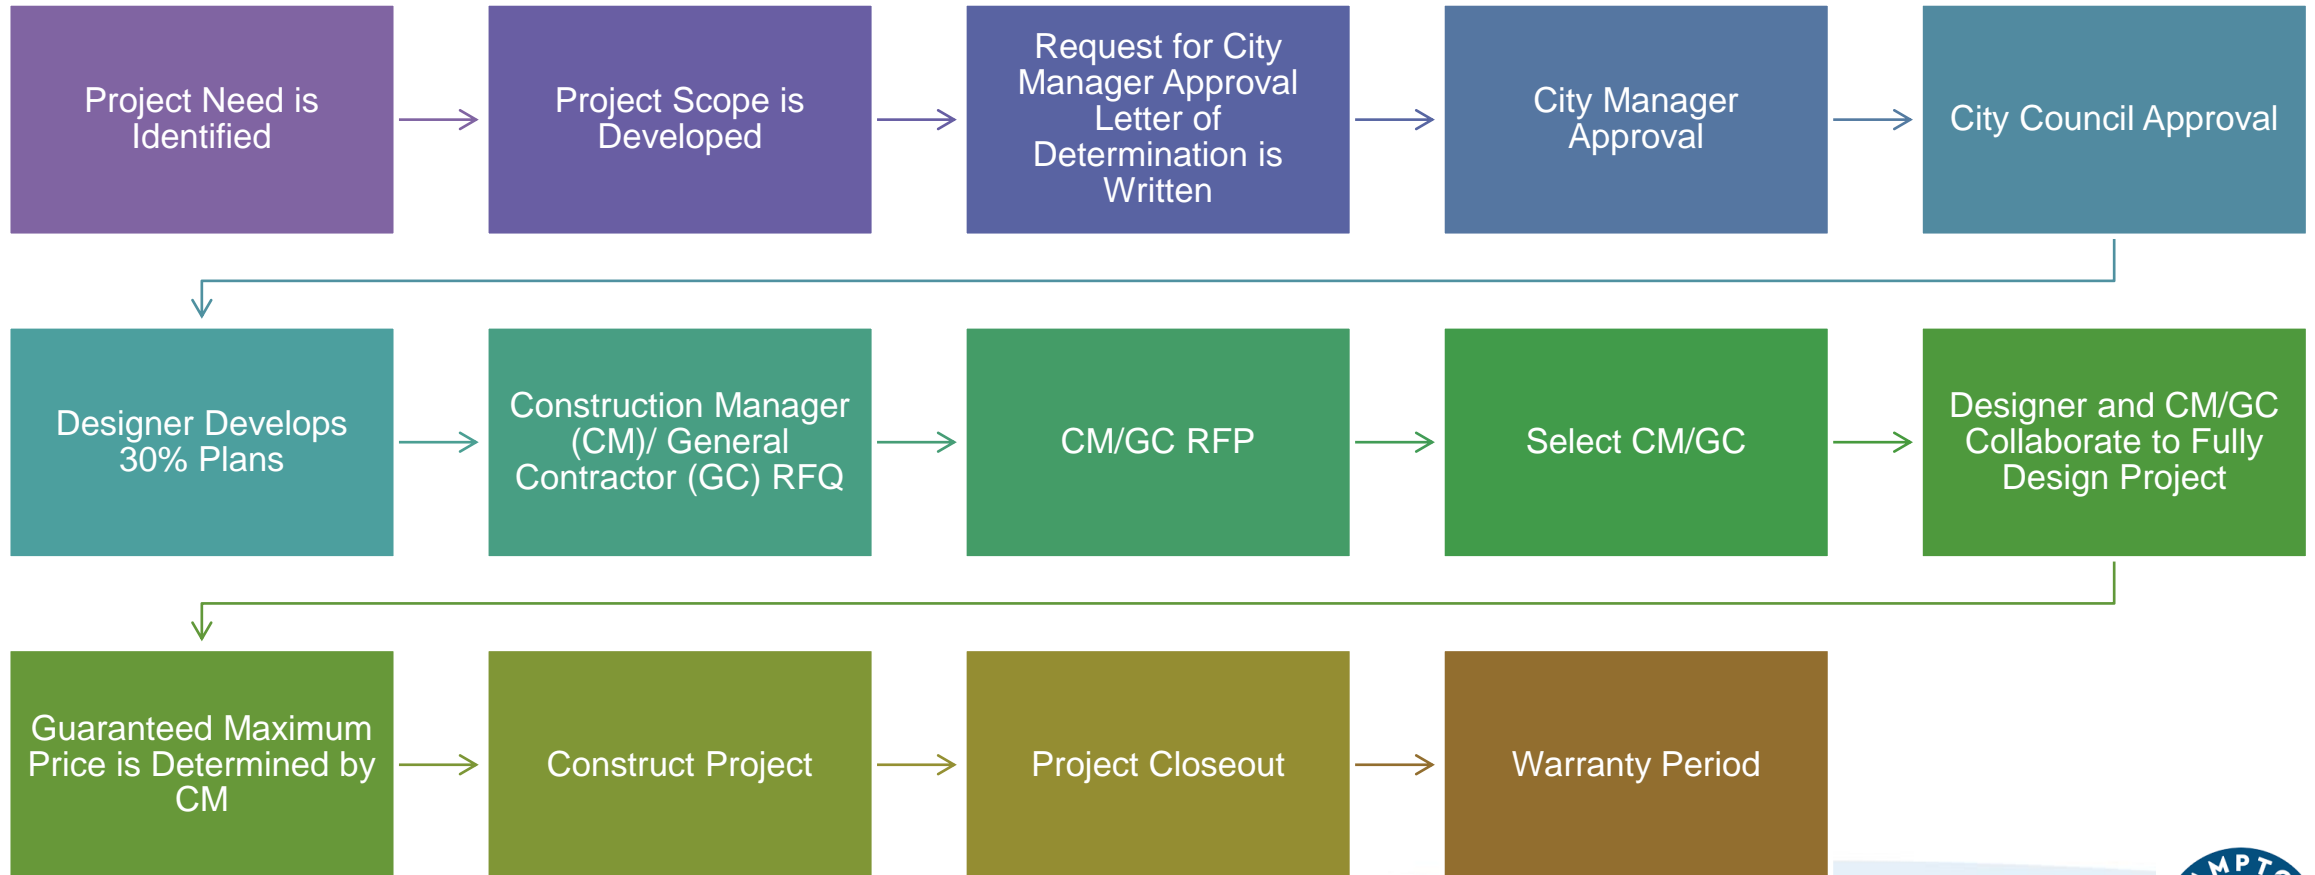 Project Need is
Identified
Project Scope is
Developed
Request for City
Manager Approval
Letter of
Determination is
Written
City Manager
Approval
City Council Approval
Designer Develops
30% Plans
Construction Manager
(CM)/ General
Contractor (GC) RFQ
CM/GC RFP
Select CM/GC
Designer and CM/GC
Collaborate to Fully
Design Project
Guaranteed Maximum
Price is Determined by
CM
Construct Project
Project Closeout
Warranty Period